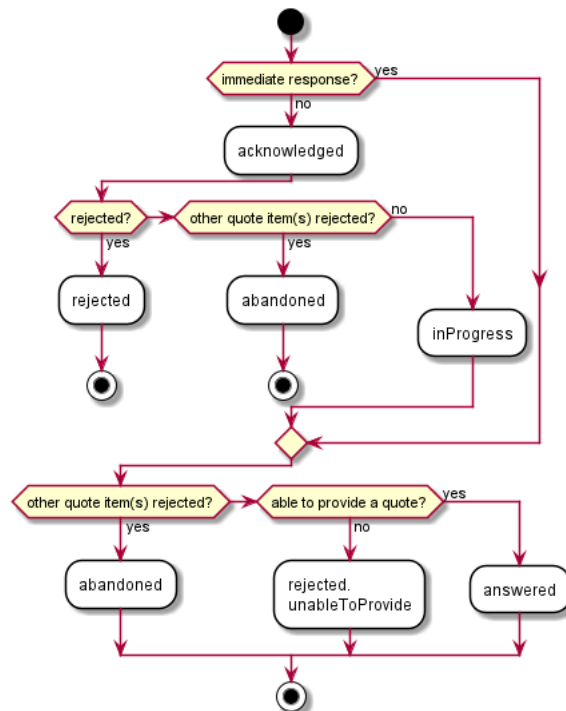 immediate response?
yes
no
acknowledged
rejected?
other quote item(s) rejected?
no
yes
yes
rejected
abandoned
inProgress
other quote item(s) rejected?
able to provide a quote?
yes
yes
no
abandoned
rejected.
unableToProvide
answered